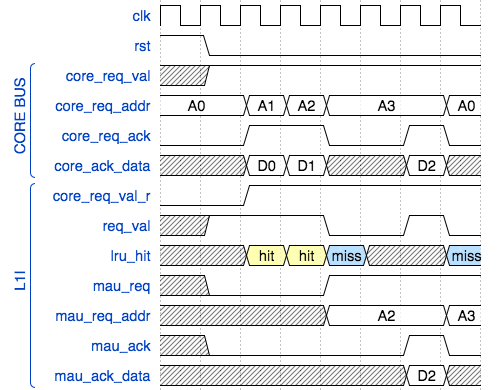 clk
rst
CORE BUS
core_req_val
core_req_addr A0 A1 A2 A3 A0
core_req_ack
core_ack_data D0 D1 D2
L1I
core_req_val_r
req_val
lru_hit hit hit miss miss
mau_req
mau_req_addr A2 A3
mau_ack
mau_ack_data D2